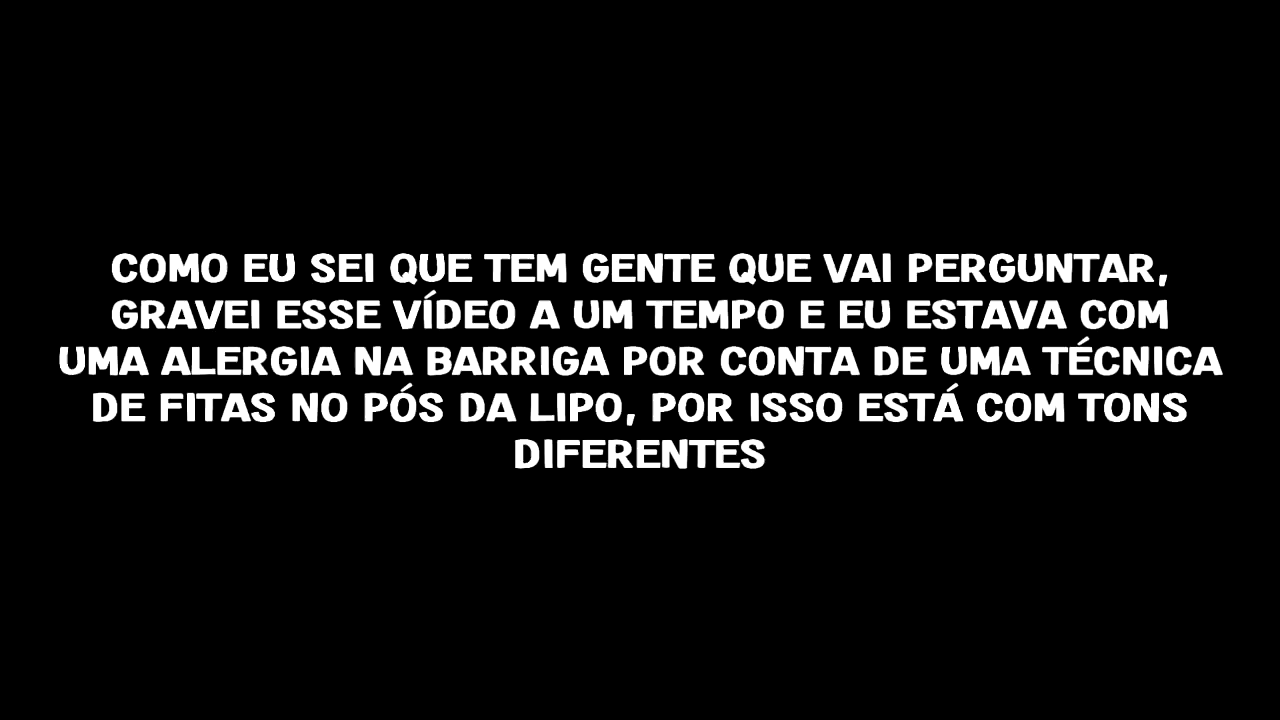 COMO EU SEI QUE TEM GENTE QUE VAI PERGUNTAR,
GRAVEI ESSE VÍDEO A UM TEMPO E EU ESTAVA COM
UMA ALERGIA NA BARRIGA POR CONTA DE UMA TÉCNICA
DE FITAS NO PÓS DA LIPO, POR ISSO ESTÁ COM TONS
DIFERENTES